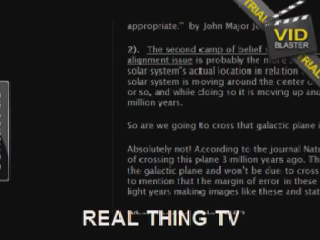 appropriate." by John Major
TRIAL
VID
BLASTER
TRIAL
2). The second camp of belief
alignment issue is probably the more
solar system's actual location in relation
solar system is moving around the center
or so, and while doing so it is moving up and
million years.
So are we going to cross that galactic plane
Absolutely not! According to the journal
of crossing this plane 3 million years ago.
the galactic plane and won't be due to cross
to mention that the margin of error in these
light years making images like these and
REAL THING TV